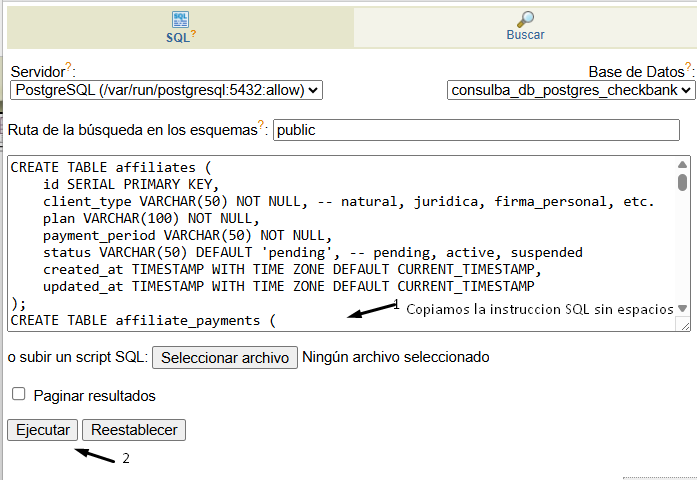 SQL?
Buscar
Servidor?: Base de Datos?:
PostgreSQL (/var/run/postgresql:5432:allow) consulba_db_postgres_checkbank
Ruta de la búsqueda en los esquemas?: public
CREATE TABLE affiliates (
id SERIAL PRIMARY KEY,
client_type VARCHAR(50) NOT NULL, -- natural, juridica, firma_personal, etc.
plan VARCHAR(100) NOT NULL,
payment_period VARCHAR(50) NOT NULL,
status VARCHAR(50) DEFAULT 'pending', -- pending, active, suspended
created_at TIMESTAMP WITH TIME ZONE DEFAULT CURRENT_TIMESTAMP,
updated_at TIMESTAMP WITH TIME ZONE DEFAULT CURRENT_TIMESTAMP
);
1 Copiamos la instruccion SQL sin espacios
CREATE TABLE affiliate_payments (
o subir un script SQL: Seleccionar archivo Ningún archivo seleccionado
Paginar resultados
Ejecutar Reestablecer
2